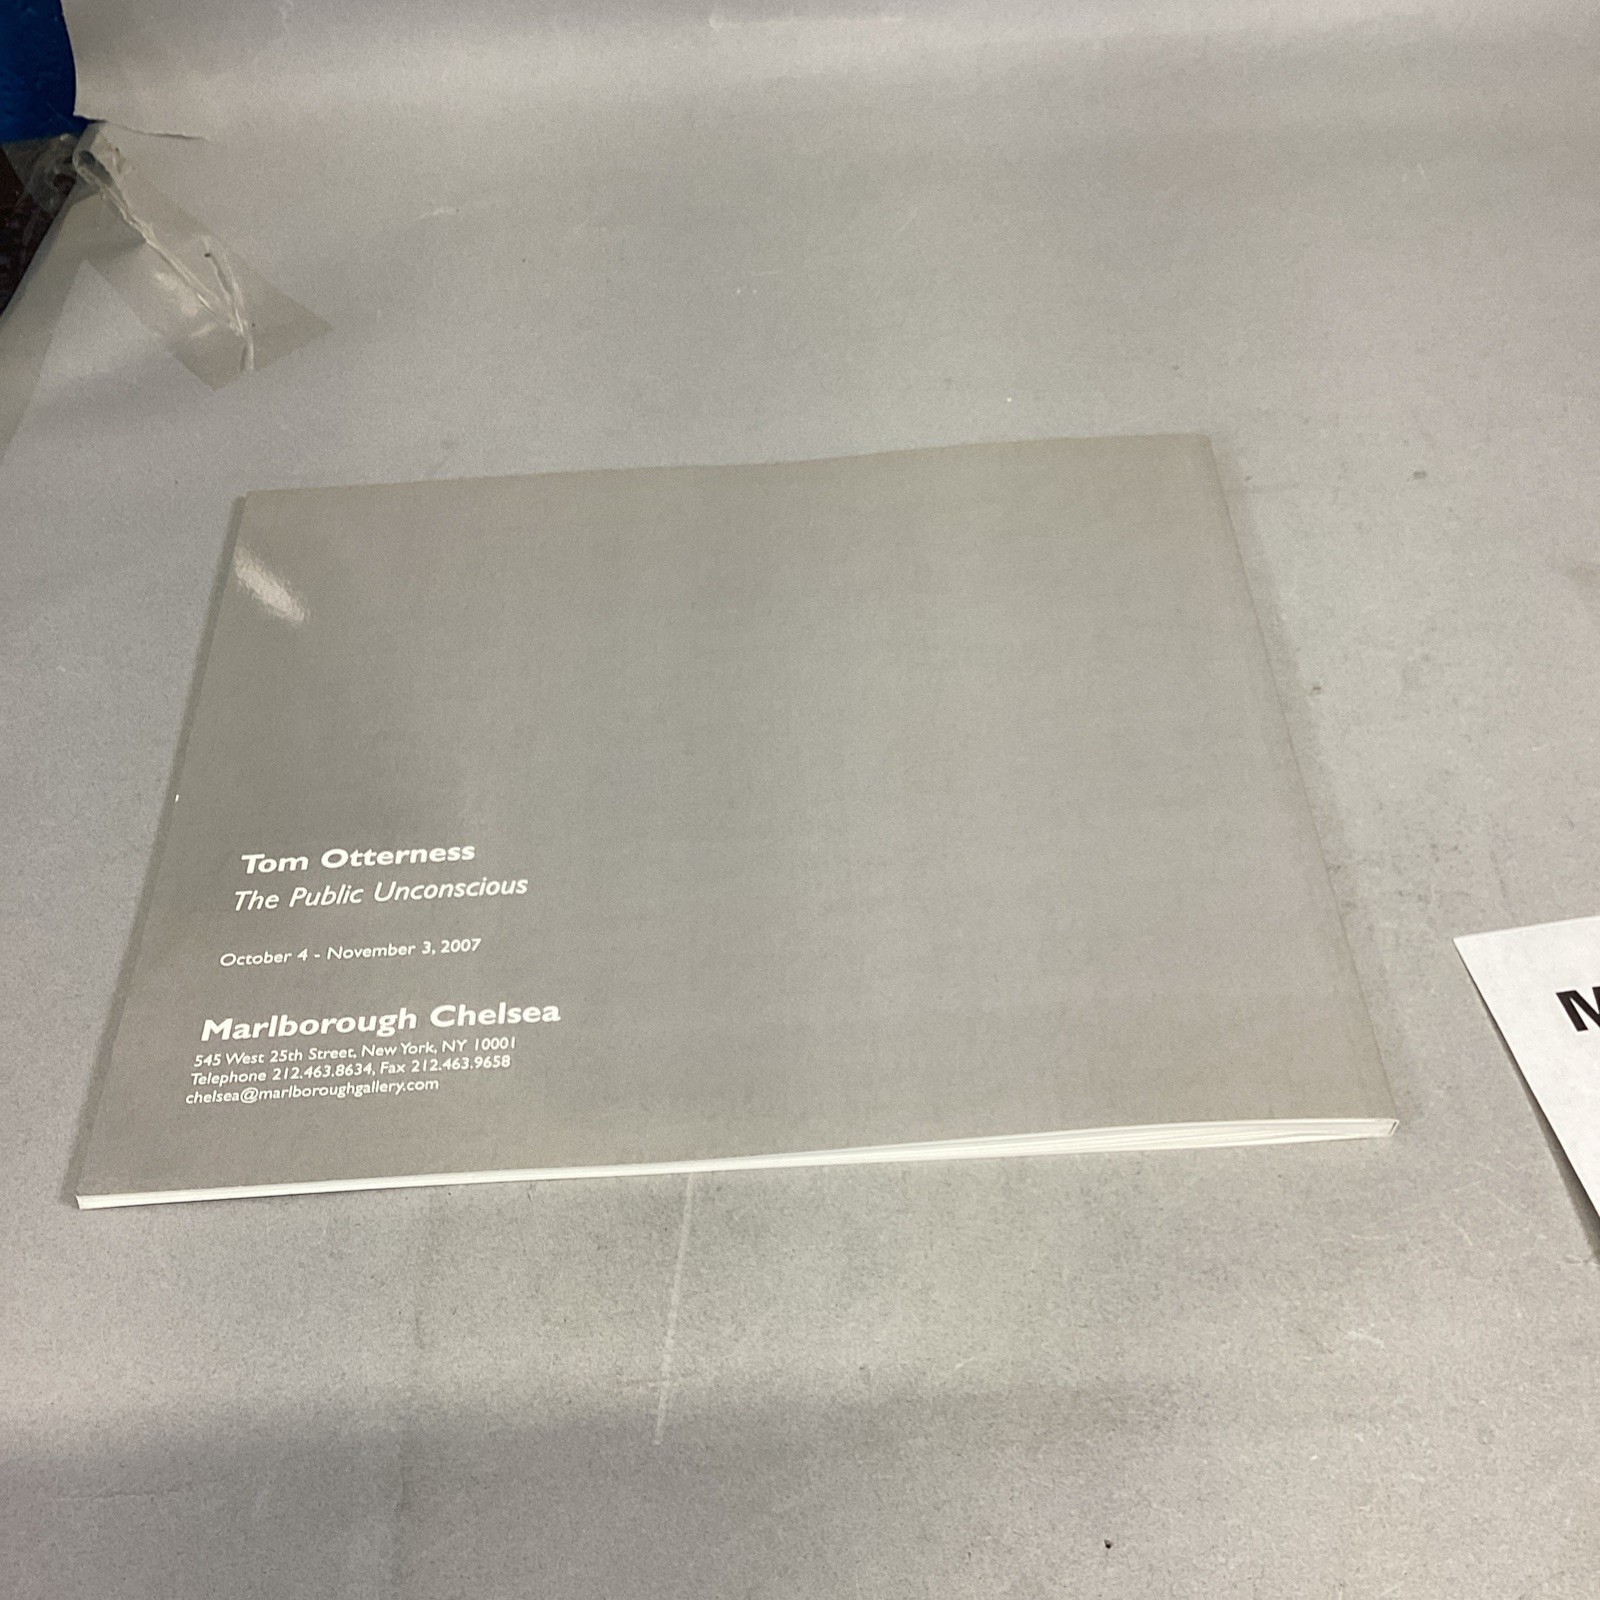 Tom Otterness
The Public Unconscious
October 4 - November 3, 2007
Marlborough Chelsea
545 West 25th Street, New York, NY 10001
Telephone 212.463.8634, Fax 212.463.9658
chelsea@marlboroughgallery.com